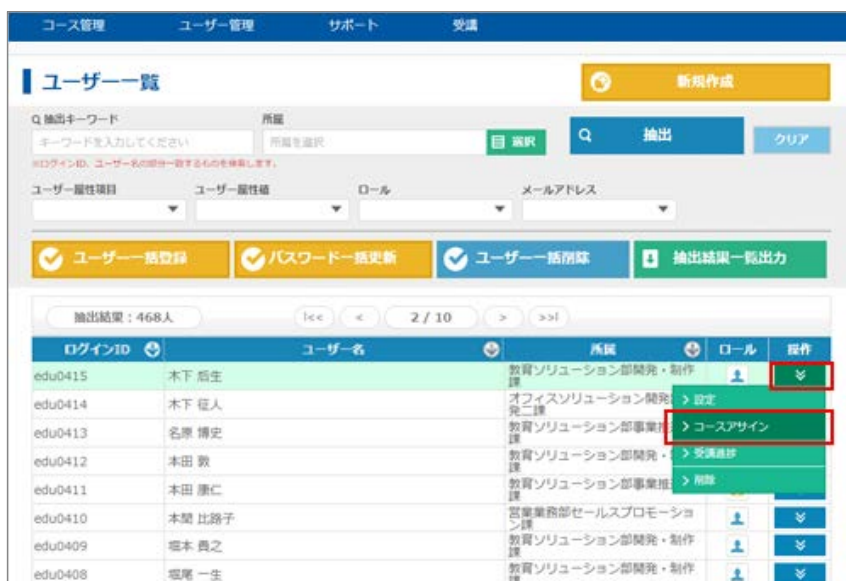 コース管理 ユーザー管理 サポート 受講
ユーザー一覧
新規作成
抽出キーワード 所属
キーワードを入力してください 所属を選択 選択 抽出 クリア
※ログインID、ユーザー名の部分一致するものを検索します。
ユーザー属性項目 ユーザー属性値 ロール メールアドレス
ユーザー一括登録 パスワード一括更新 ユーザー一括削除 抽出結果一覧出力
抽出結果:468人 |<< < 2 / 10 > >>|
ログインID ユーザー名 所属 ロール 操作
edu0415 木下 后生 教育ソリューション部開発・制作課
edu0414 木下 征人 オフィスソリューション開発 発二課
> 設定
edu0413 名原 博史 教育ソリューション部事業推 課
> コースアサイン
edu0412 本田 敦 教育ソリューション部開発・ 課
> 受講進捗
edu0411 本田 康仁 教育ソリューション部事業推 課
> 削除
edu0410 本間 比路子 営業業務部セールスプロモーション課
edu0409 堀本 貴之 教育ソリューション部開発・制作課
edu0408 堀尾 一生 教育ソリューション部開発・制作